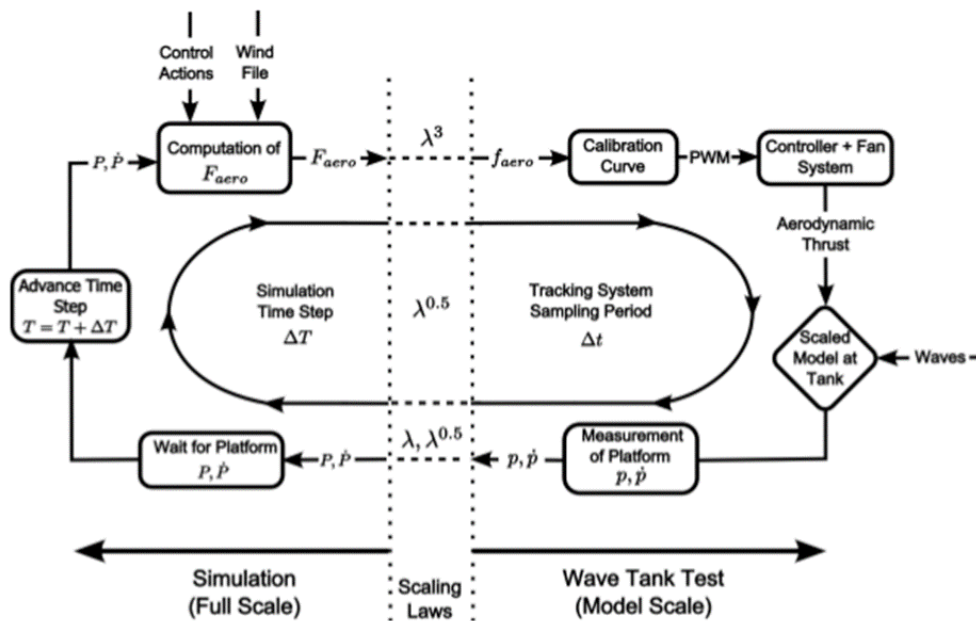 Control
Actions
Wind
File
Computation of
F_aero
P, Ṗ
F_aero
λ³
f_aero
Calibration
Curve
PWM
Controller + Fan
System
Aerodynamic
Thrust
Advance Time
Step
T = T + ΔT
Simulation
Time Step
ΔT
λ^0.5
Tracking System
Sampling Period
Δt
Scaled
Model at
Tank
Waves
Wait for Platform
P, Ṗ
P, Ṗ
λ, λ^0.5
p, ṗ
Measurement
of Platform
p, ṗ
Simulation
(Full Scale)
Scaling
Laws
Wave Tank Test
(Model Scale)